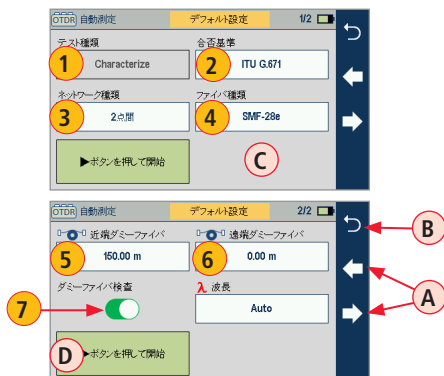 OTDR 自動測定 デフォルト設定 1/2
テスト種類 合否基準
1 Characterize 2 ITU G.671
ネットワーク種類 ファイバ種類
3 2点間 4 SMF-28e
▶ボタンを押して開始 C
OTDR 自動測定 デフォルト設定 2/2
B
近端ダミーファイバ 遠端ダミーファイバ
5 150.00 m 6 0.00 m
A
ダミーファイバ検査 λ 波長
7 Auto
D ▶ボタンを押して開始